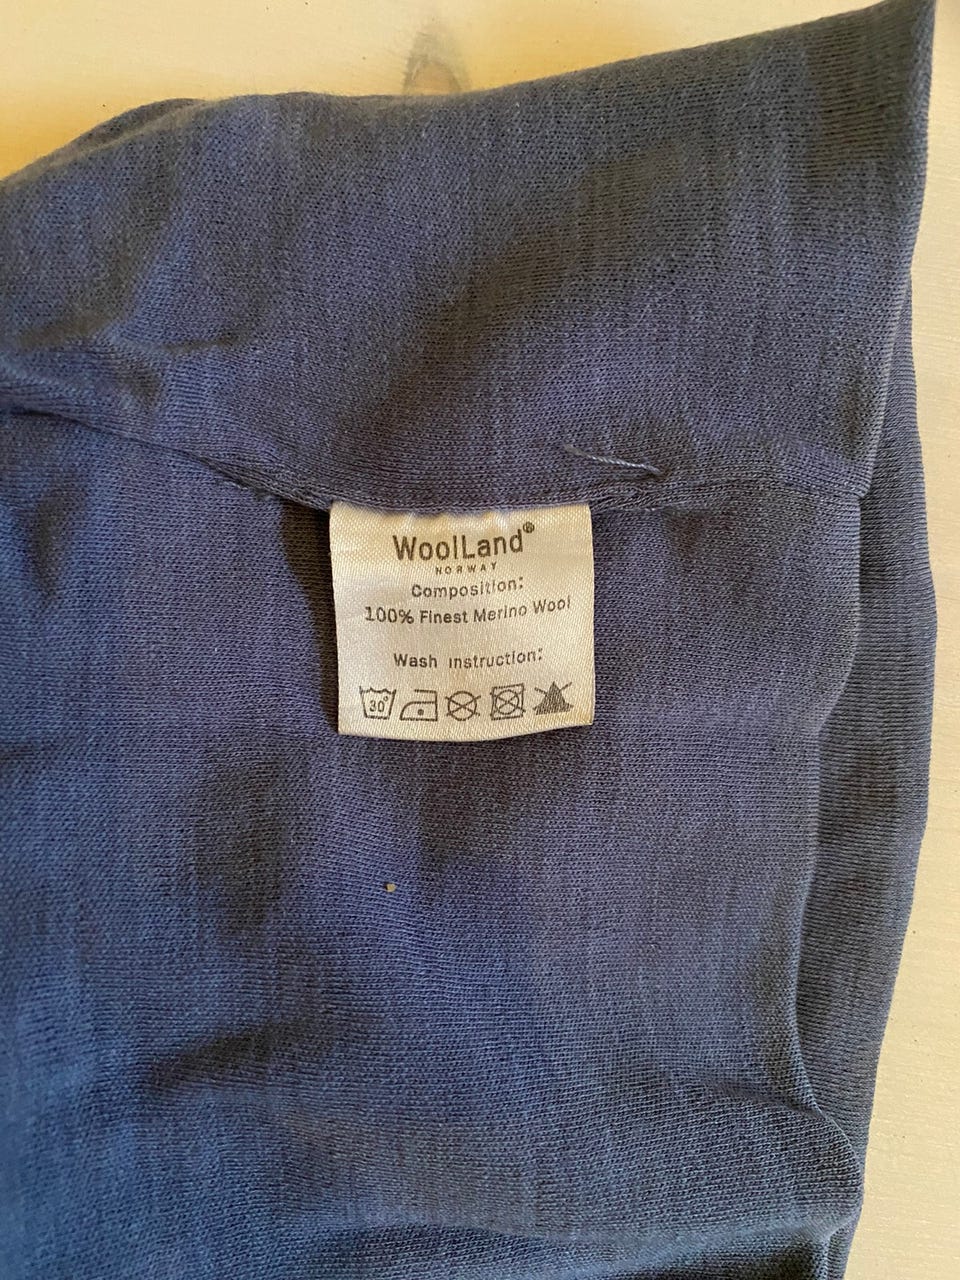 WoolLand®
NORWAY
Composition:
100% Finest Merino Wool
Wash instruction:
30°